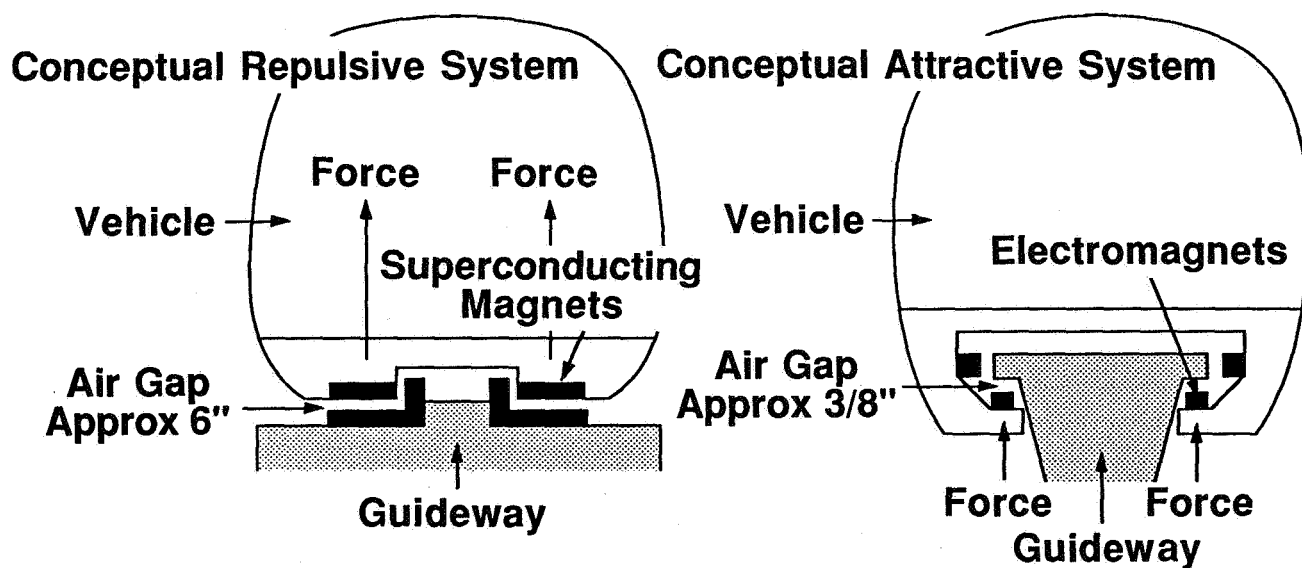 Conceptual Repulsive System
Force Force
Vehicle
Superconducting
Magnets
Air Gap
Approx 6"
Guideway
Conceptual Attractive System
Vehicle
Electromagnets
Air Gap
Approx 3/8"
Force Force
Guideway